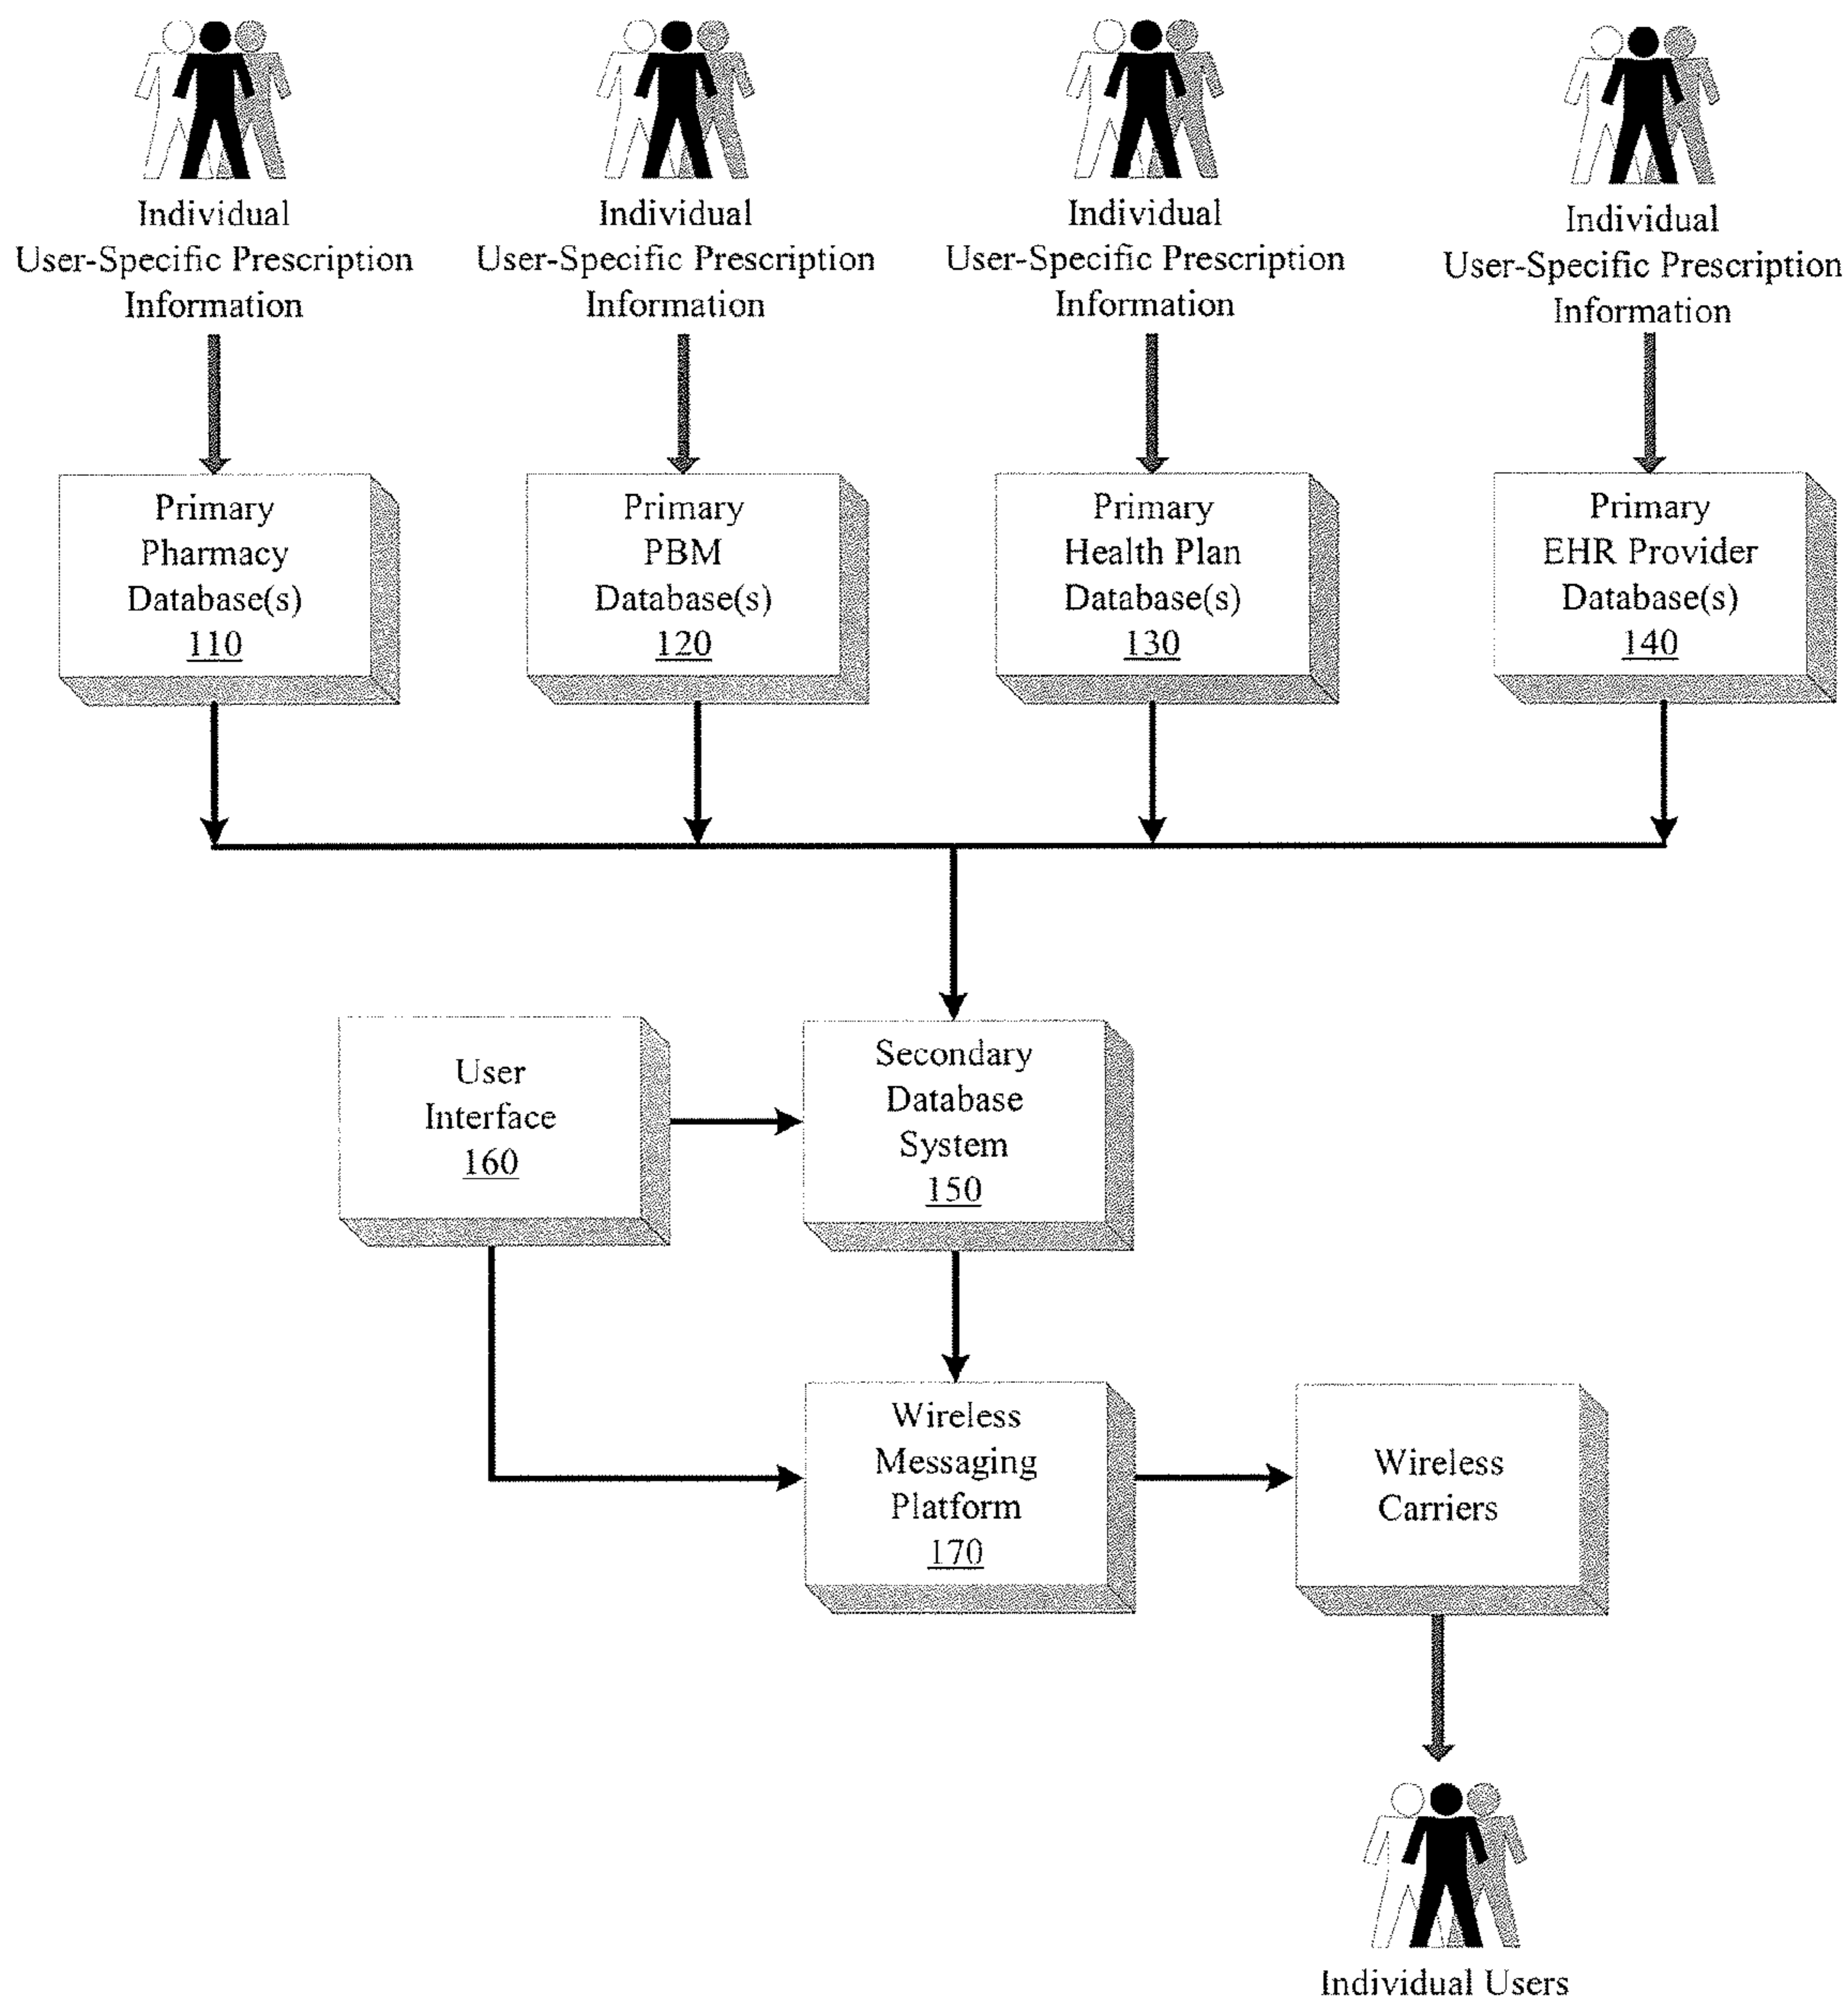 Individual
User-Specific Prescription
Information
Individual
User-Specific Prescription
Information
Individual
User-Specific Prescription
Information
Individual
User-Specific Prescription
Information
Primary
Pharmacy
Database(s)
110
Primary
PBM
Database(s)
120
Primary
Health Plan
Database(s)
130
Primary
EHR Provider
Database(s)
140
User
Interface
160
Secondary
Database
System
150
Wireless
Messaging
Platform
170
Wireless
Carriers
Individual Users